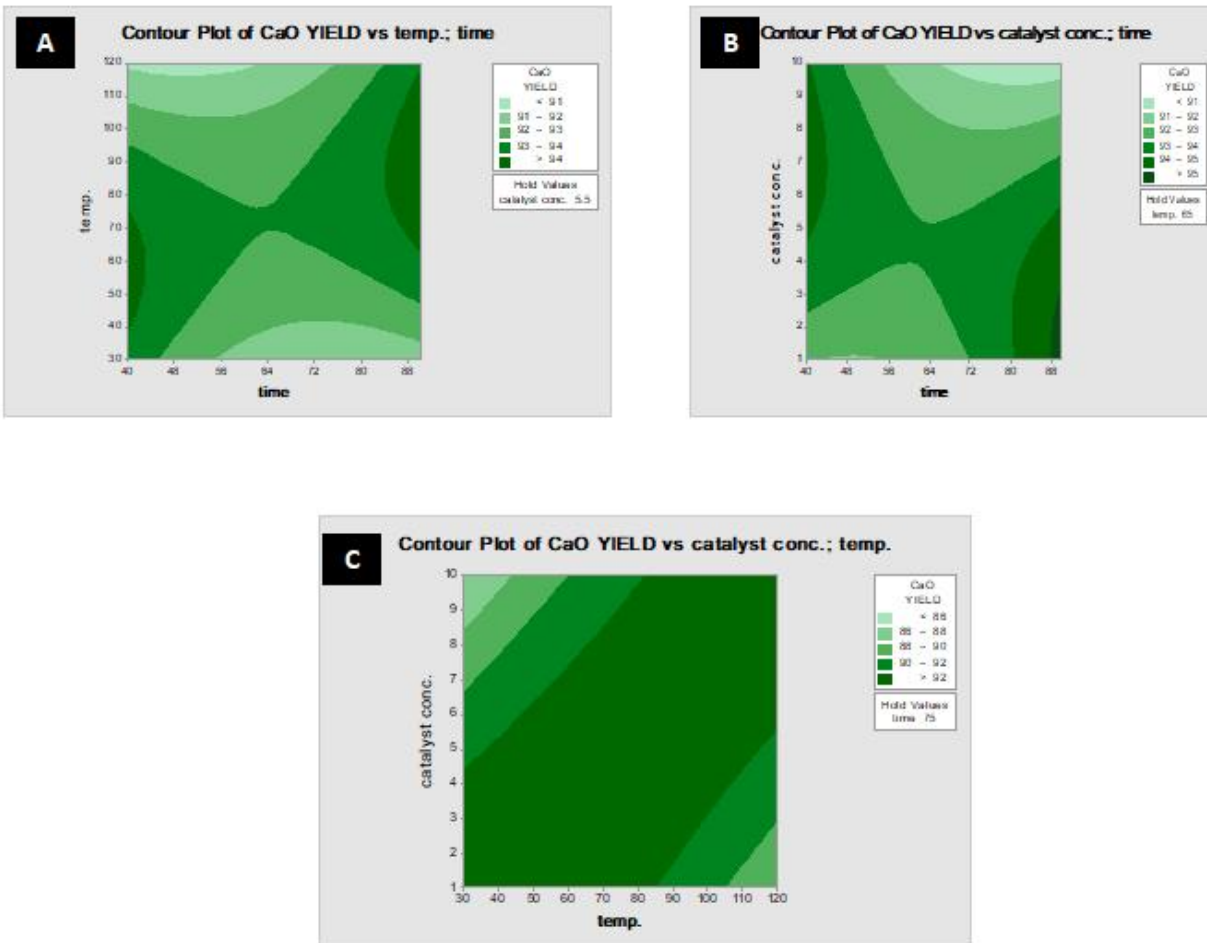 A
Contour Plot of CaO YIELD vs temp.; time
120
110
100
90
80
70
60
50
40
30
temp.
40 48 56 64 72 80 88
time
CaO
YIELD
< 91
91 – 92
92 – 93
93 – 94
> 94
Hold Values
catalyst conc. 5.5
B
Contour Plot of CaO YIELD vs catalyst conc.; time
10
9
8
7
6
5
4
3
2
1
catalyst conc.
40 48 56 64 72 80 88
time
CaO
YIELD
< 91
91 – 92
92 – 93
93 – 94
94 – 95
> 95
Hold Values
temp. 65
C
Contour Plot of CaO YIELD vs catalyst conc.; temp.
10
9
8
7
6
5
4
3
2
1
catalyst conc.
30 40 50 60 70 80 90 100 110 120
temp.
CaO
YIELD
< 86
86 – 88
88 – 90
90 – 92
> 92
Hold Values
time 75